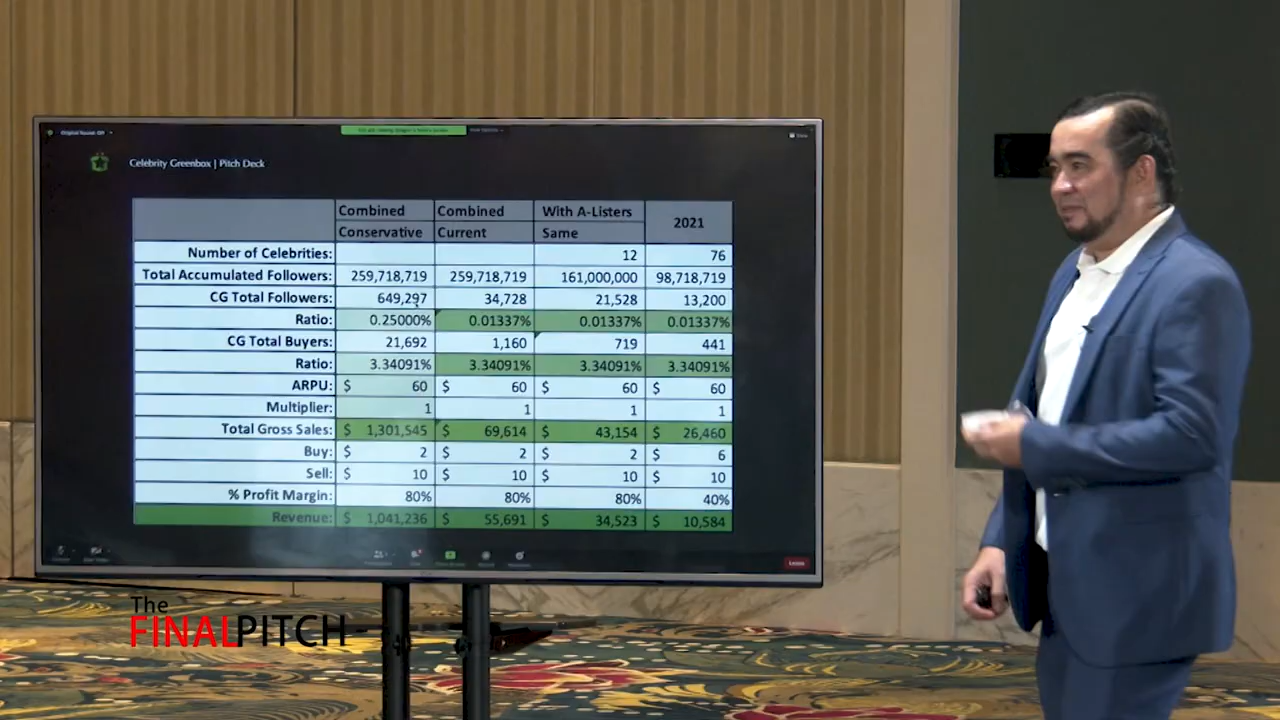 Original Sound: Off
Celebrity Greenbox | Pitch Deck
Combined Combined With A-Listers 2021
Conservative Current Same
Number of Celebrities: 12 76
Total Accumulated Followers: 259,718,719 259,718,719 161,000,000 98,718,719
CG Total Followers: 649,297 34,728 21,528 13,200
Ratio: 0.25000% 0.01337% 0.01337% 0.01337%
CG Total Buyers: 21,692 1,160 719 441
Ratio: 3.34091% 3.34091% 3.34091% 3.34091%
ARPU: $ 60 $ 60 $ 60 $ 60
Multiplier: 1 1 1 1
Total Gross Sales: $ 1,301,545 $ 69,614 $ 43,154 $ 26,460
Buy: $ 2 $ 2 $ 2 $ 6
Sell: $ 10 $ 10 $ 10 $ 10
% Profit Margin: 80% 80% 80% 40%
Revenue: $ 1,041,236 $ 55,691 $ 34,523 $ 10,584
Leave
The
FINALPITCH